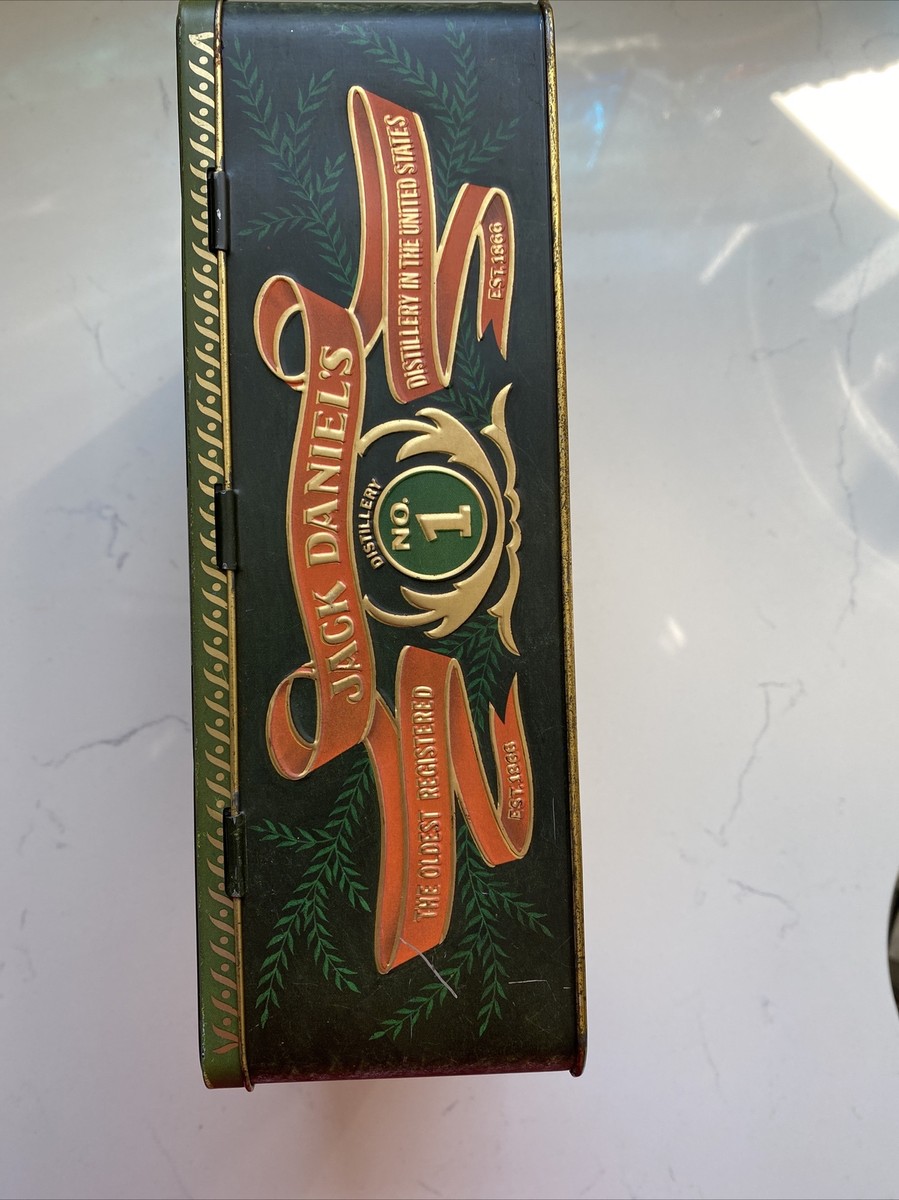 JACK DANIEL'S
DISTILLERY
NO.
1
THE OLDEST REGISTERED
DISTILLERY IN THE UNITED STATES
EST. 1866
EST. 1866